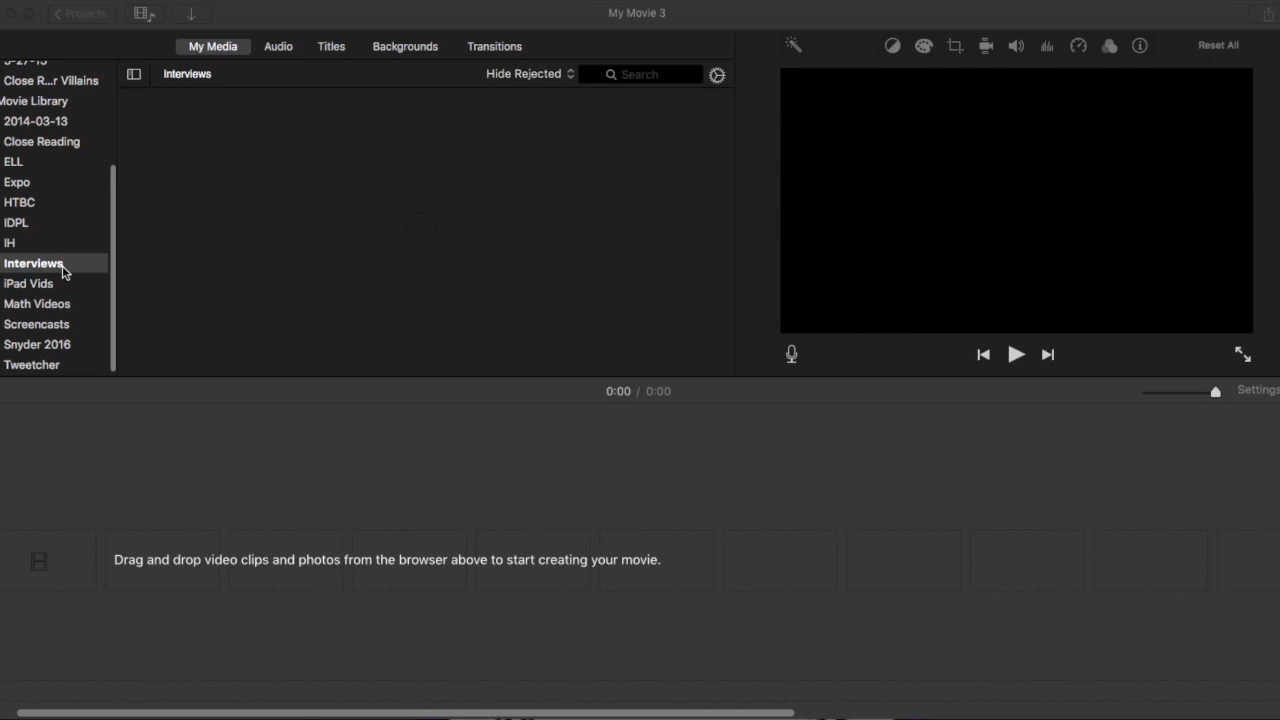 Projects
My Movie 3
My Media Audio Titles Backgrounds Transitions
Reset All
Interviews
Hide Rejected
Search
5-27-13
Close R...r Villains
Movie Library
2014-03-13
Close Reading
ELL
Expo
HTBC
IDPL
IH
Interviews
iPad Vids
Math Videos
Screencasts
Snyder 2016
Tweetcher
0:00 / 0:00
Settings
Drag and drop video clips and photos from the browser above to start creating your movie.